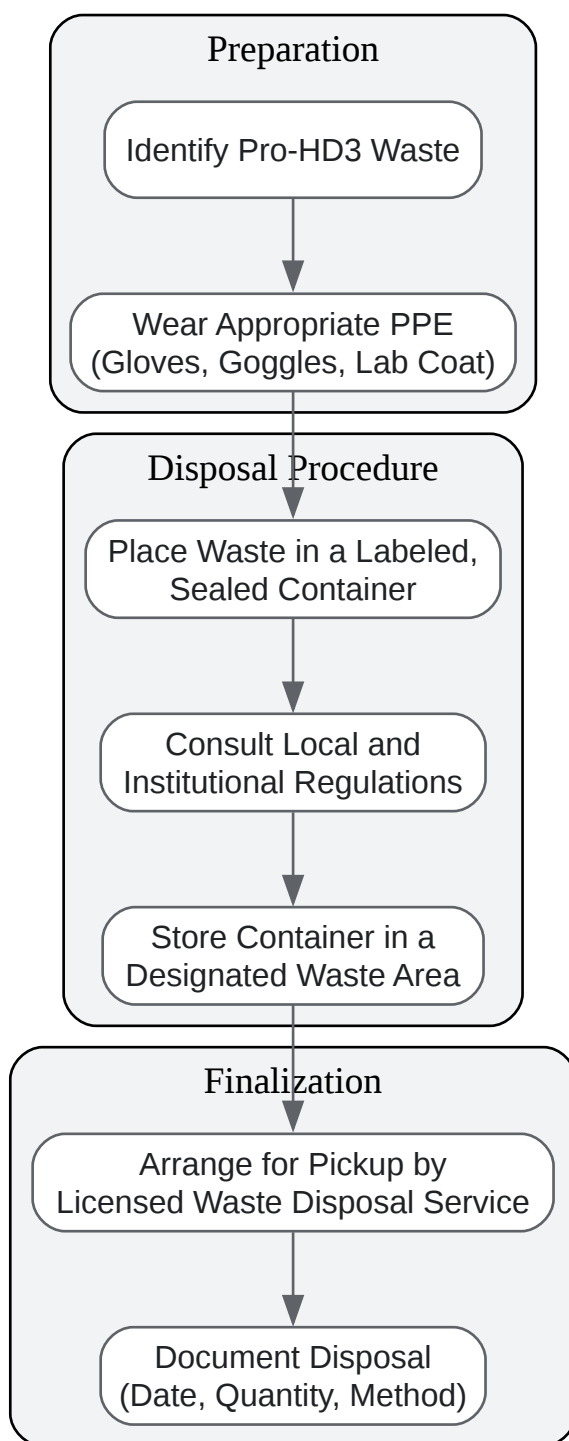 Preparation
Identify Pro-HD3 Waste
Wear Appropriate PPE
(Gloves, Goggles, Lab Coat)
Disposal Procedure
Place Waste in a Labeled,
Sealed Container
Consult Local and
Institutional Regulations
Store Container in a
Designated Waste Area
Finalization
Arrange for Pickup by
Licensed Waste Disposal Service
Document Disposal
(Date, Quantity, Method)